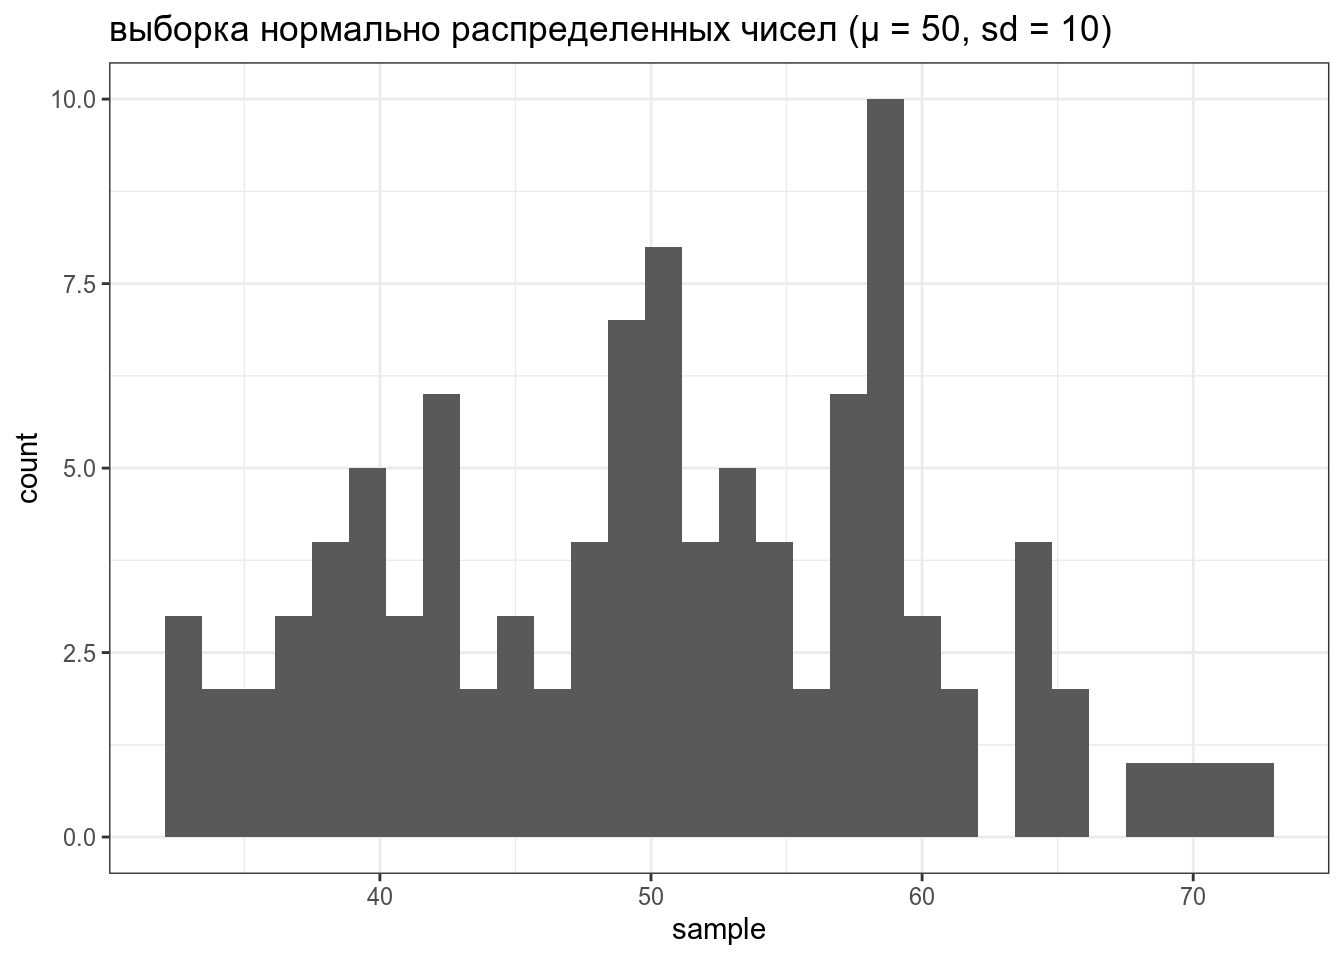 выборка нормально распределенных чисел (μ = 50, sd = 10)
10.0
7.5
5.0
2.5
0.0
count
40 50 60 70
sample